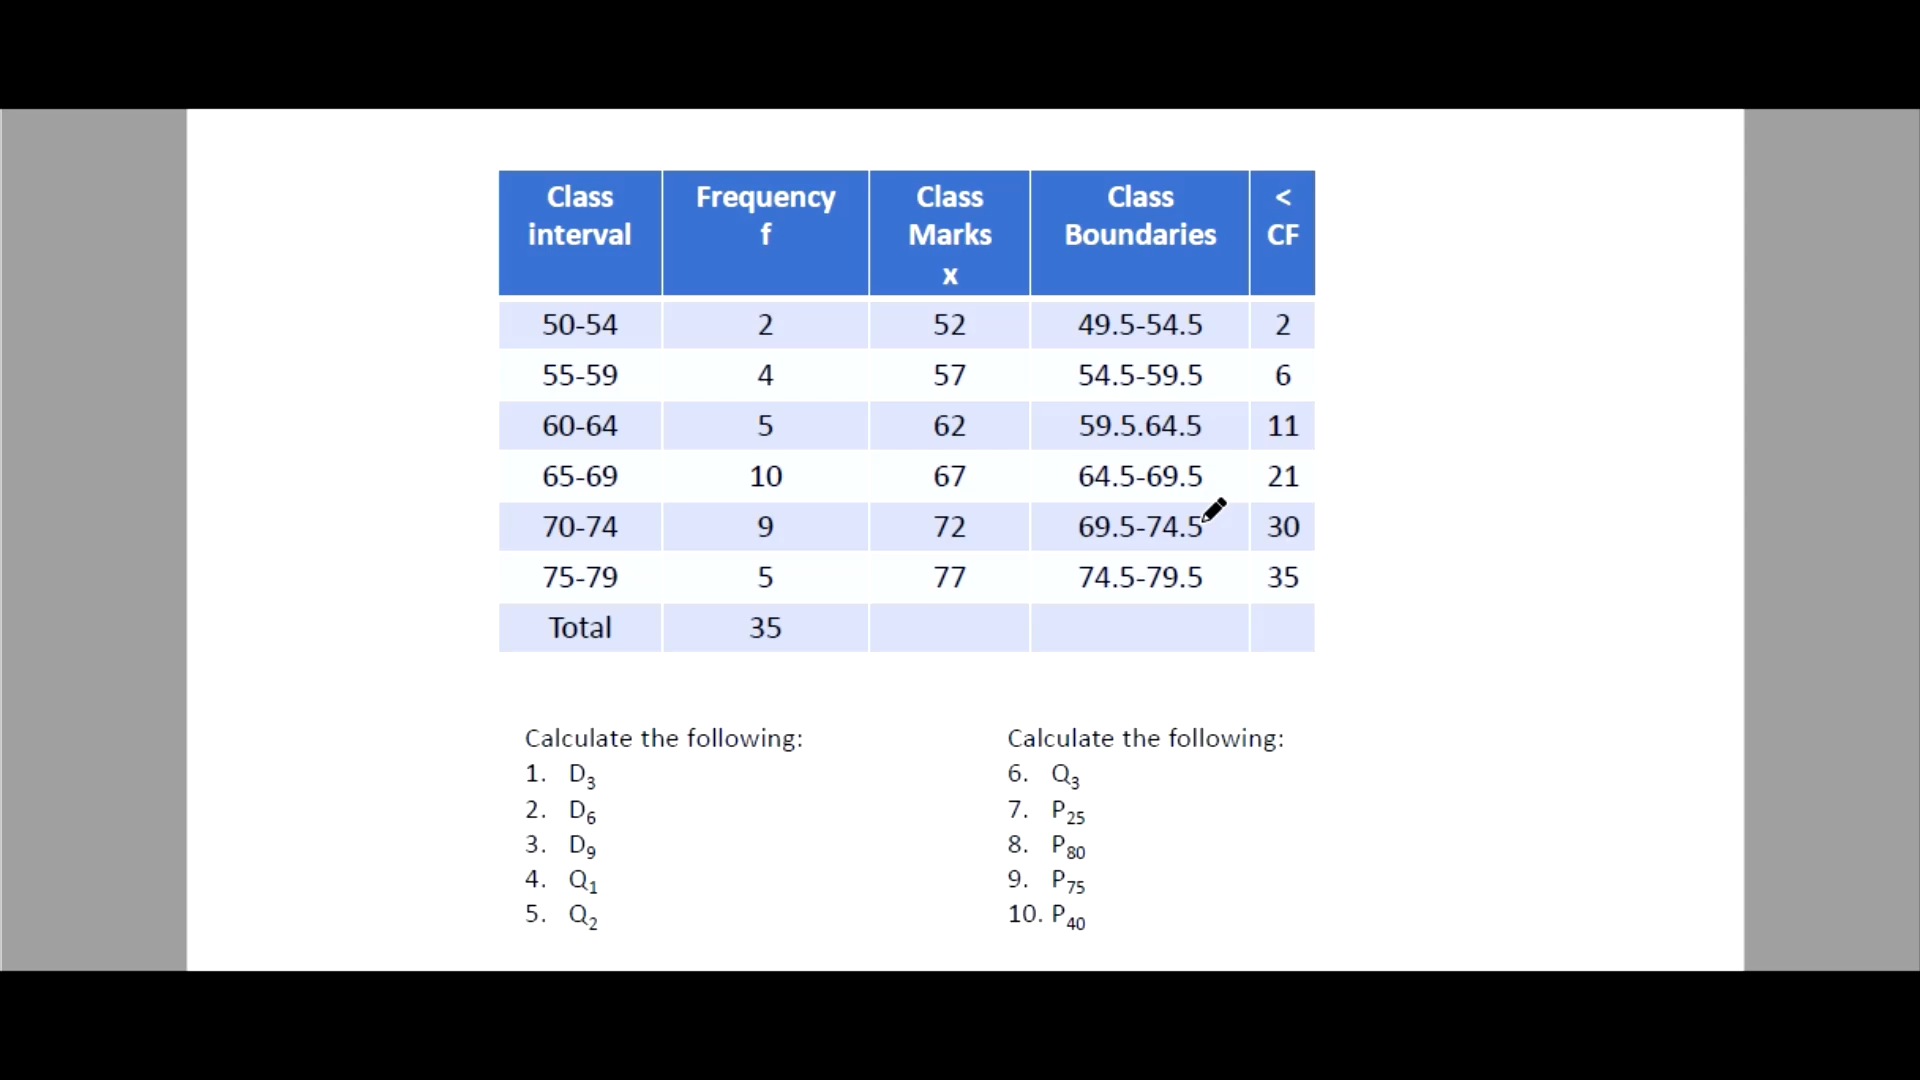 Class interval Frequency f Class Marks x Class Boundaries < CF
50-54 2 52 49.5-54.5 2
55-59 4 57 54.5-59.5 6
60-64 5 62 59.5.64.5 11
65-69 10 67 64.5-69.5 21
70-74 9 72 69.5-74.5 30
75-79 5 77 74.5-79.5 35
Total 35
Calculate the following:
1. D3
2. D6
3. D9
4. Q1
5. Q2
Calculate the following:
6. Q3
7. P25
8. P80
9. P75
10. P40